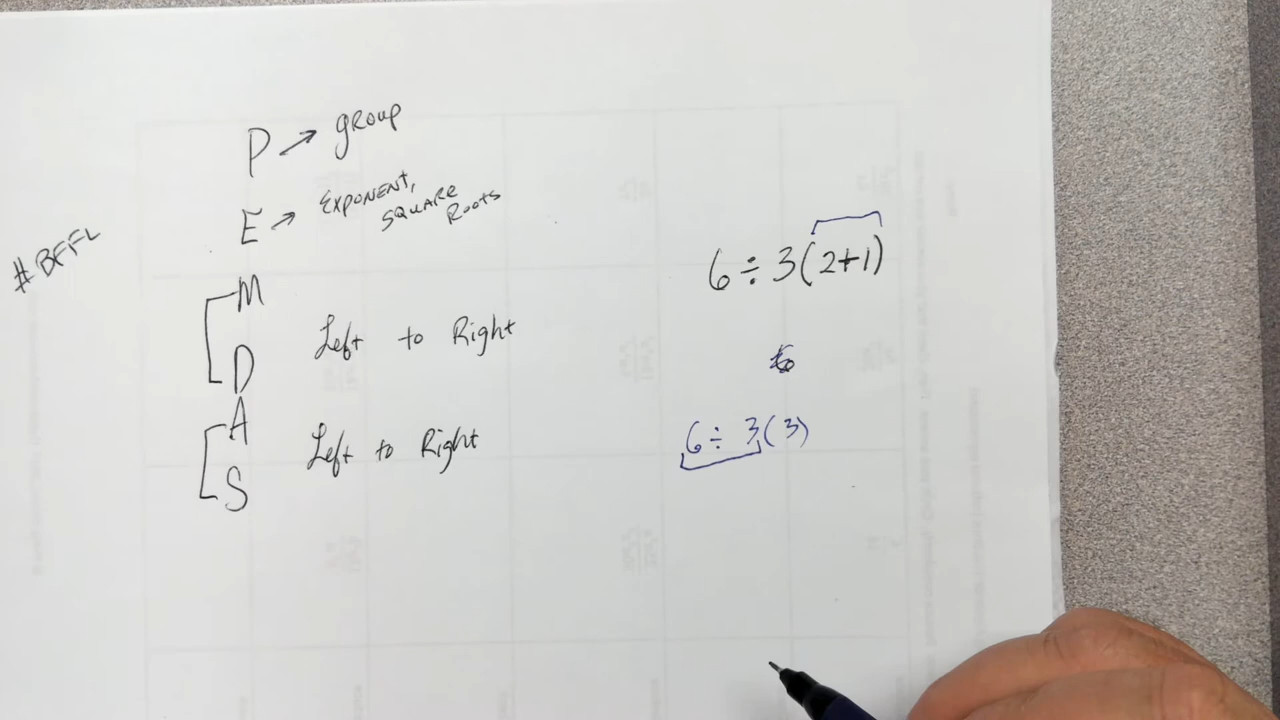 P → group
E → EXPONENT,
SQUARE
Roots
# BFFL
M
D
Left to Right
A
S
Left to Right
6 ÷ 3(2+1)
6 ÷ 3(3)